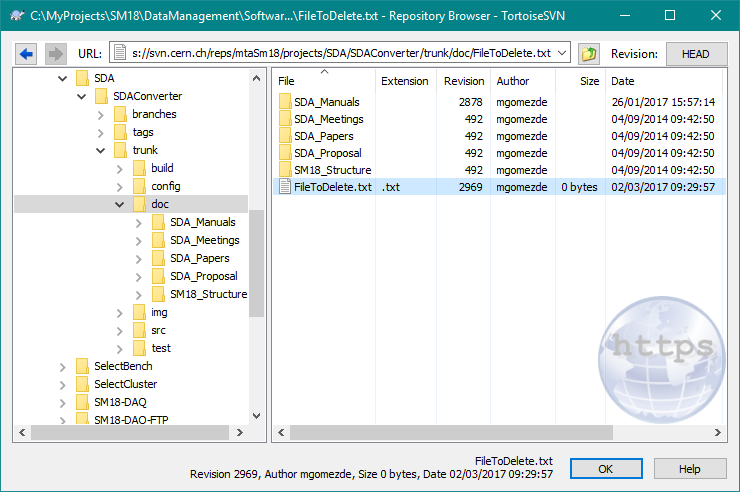 C:\MyProjects\SM18\DataManagement\Softwar...\FileToDelete.txt - Repository Browser - TortoiseSVN
URL: s://svn.cern.ch/reps/mtaSm18/projects/SDA/SDAConverter/trunk/doc/FileToDelete.txt Revision: HEAD
SDA
SDAConverter
branches
tags
trunk
build
config
doc
SDA_Manuals
SDA_Meetings
SDA_Papers
SDA_Proposal
SM18_Structure
img
src
test
SelectBench
SelectCluster
SM18-DAQ
SM18-DAQ-FTP
File Extension Revision Author Size Date
SDA_Manuals 2878 mgomezde 26/01/2017 15:57:14
SDA_Meetings 492 mgomezde 04/09/2014 09:42:50
SDA_Papers 492 mgomezde 04/09/2014 09:42:50
SDA_Proposal 492 mgomezde 04/09/2014 09:42:50
SM18_Structure 492 mgomezde 04/09/2014 09:42:50
FileToDelete.txt .txt 2969 mgomezde 0 bytes 02/03/2017 09:29:57
https
FileToDelete.txt
Revision 2969, Author mgomezde, Size 0 bytes, Date 02/03/2017 09:29:57
OK Help